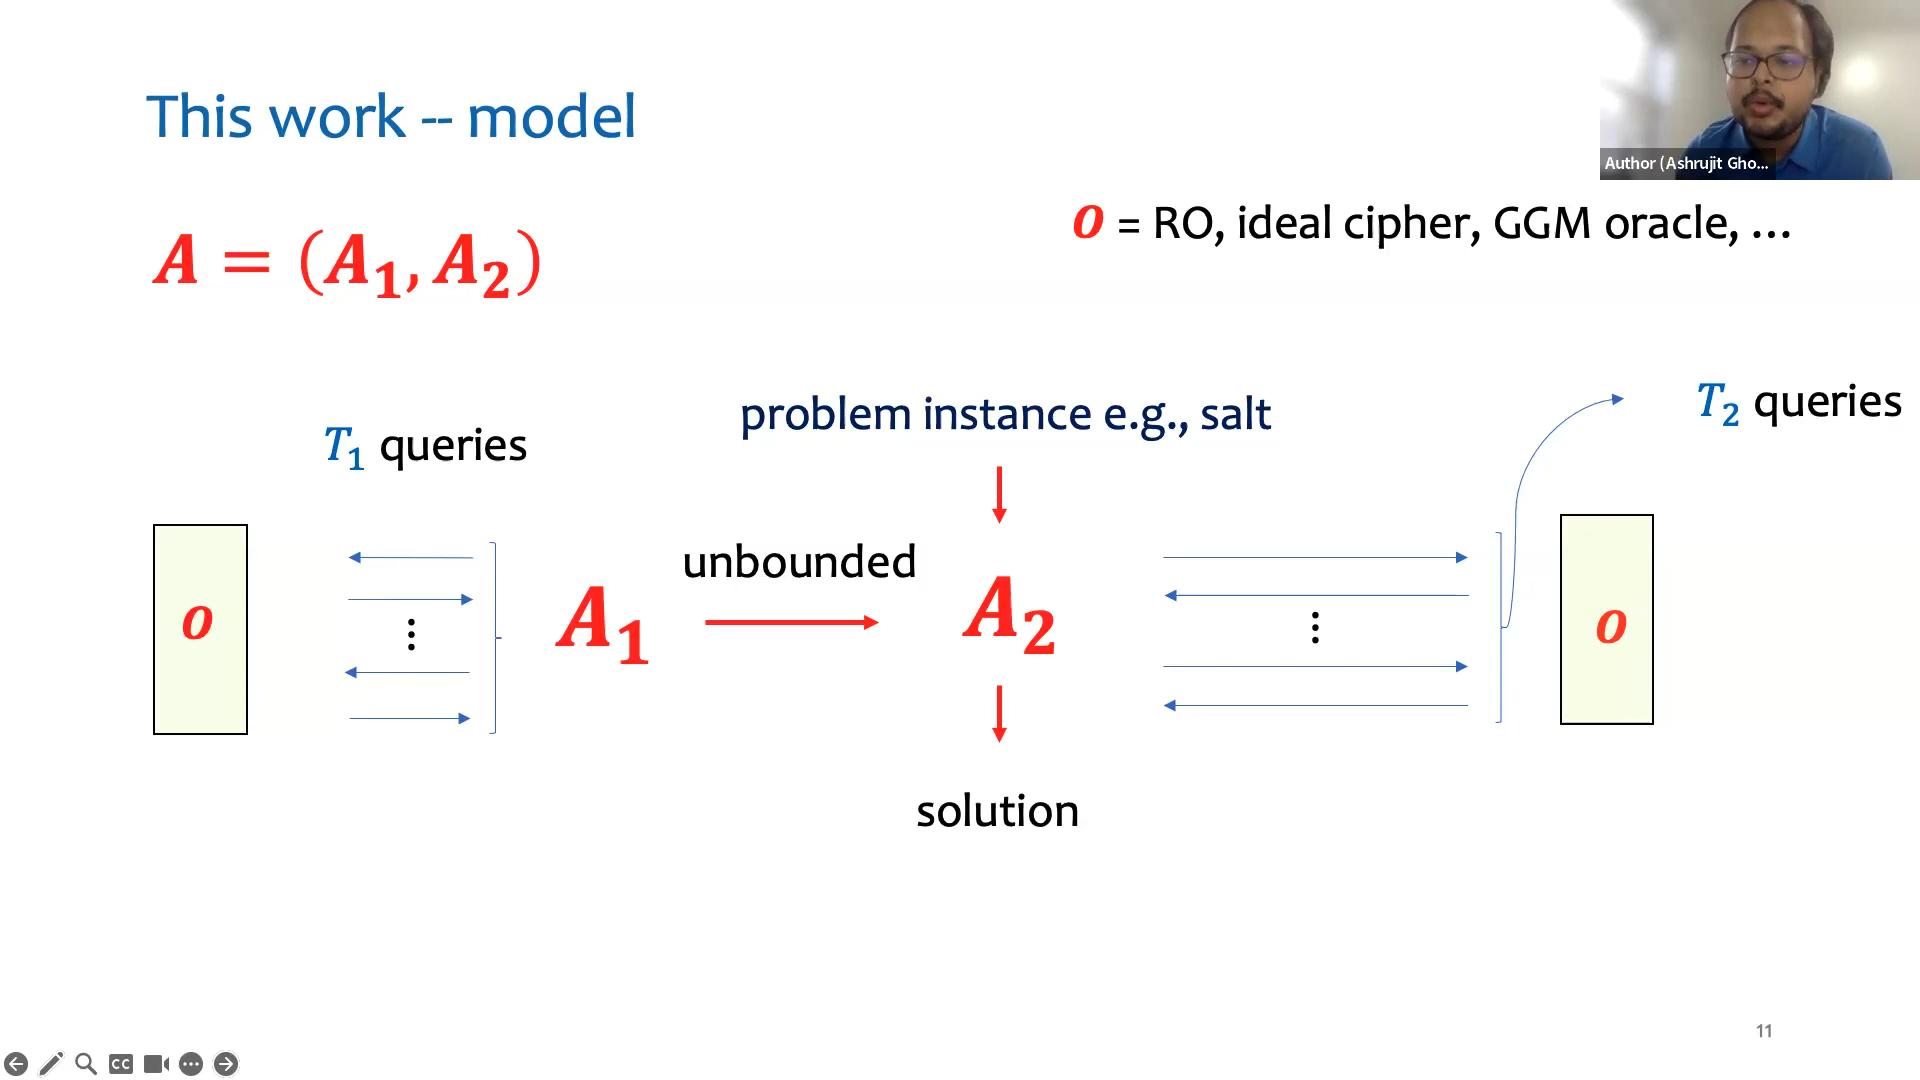 This work -- model
Author (Ashrujit Gho...
O = RO, ideal cipher, GGM oracle, ...
A = (A₁, A₂)
problem instance e.g., salt
T₂ queries
T₁ queries
unbounded
O
A₁
A₂
O
solution
11
CC